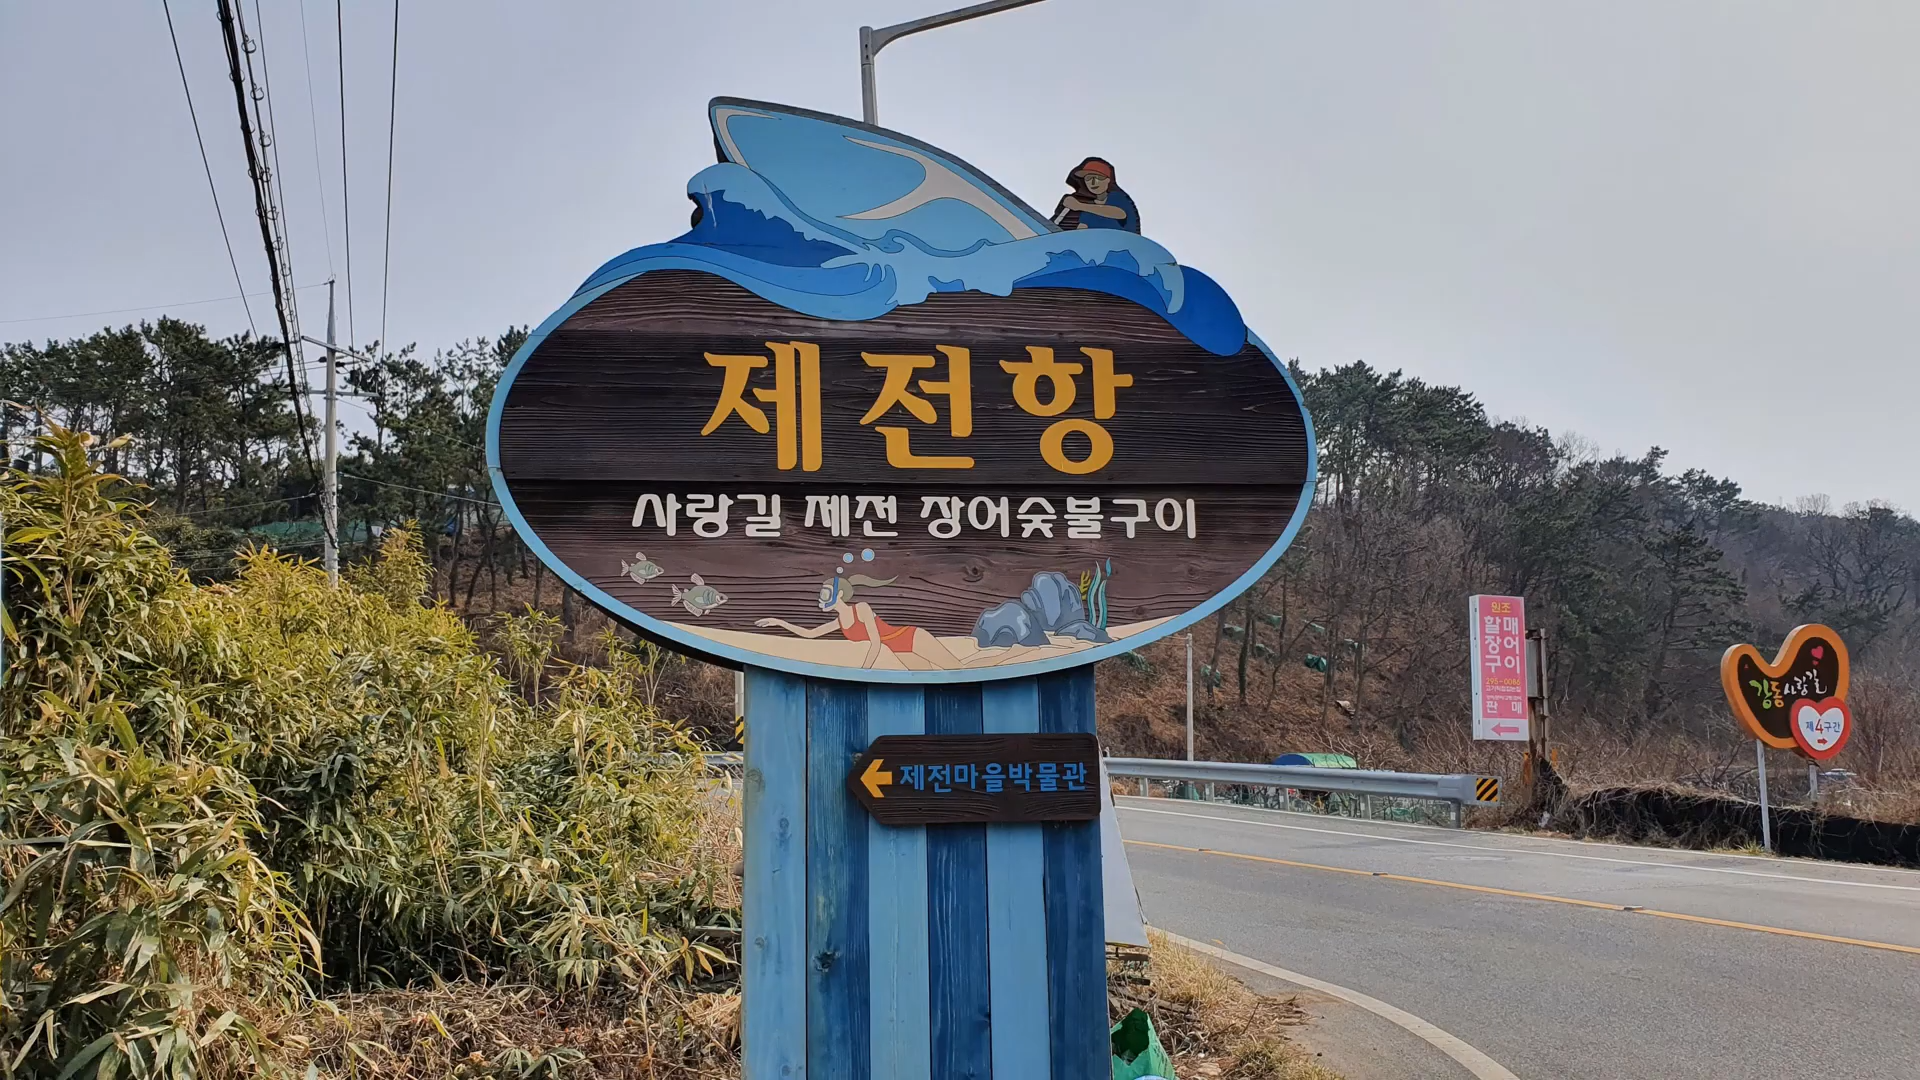 제전항
사랑길 제전 장어숯불구이
제전마을박물관
원조
할매
장어
구이
295-0086
판매
강동사랑길
제4구간